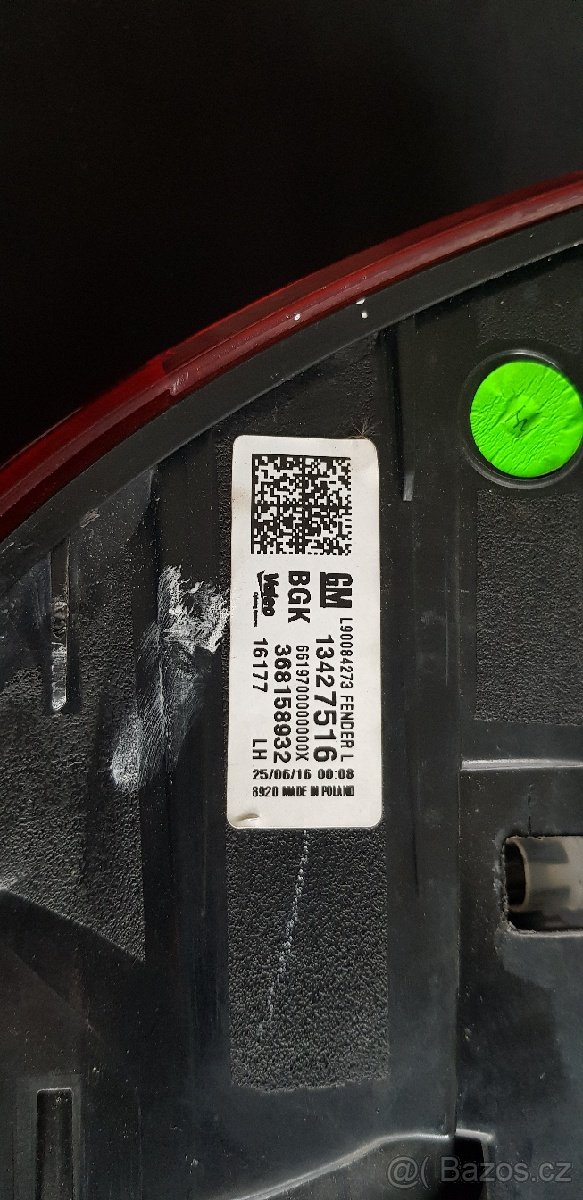 GM
L90084273 FENDER L
BGK
13427516
6619700000000X
Valeo
368158932
16177
LH
25/06/16 00:08
8920 MADE IN POLAND
@( Bazos.cz